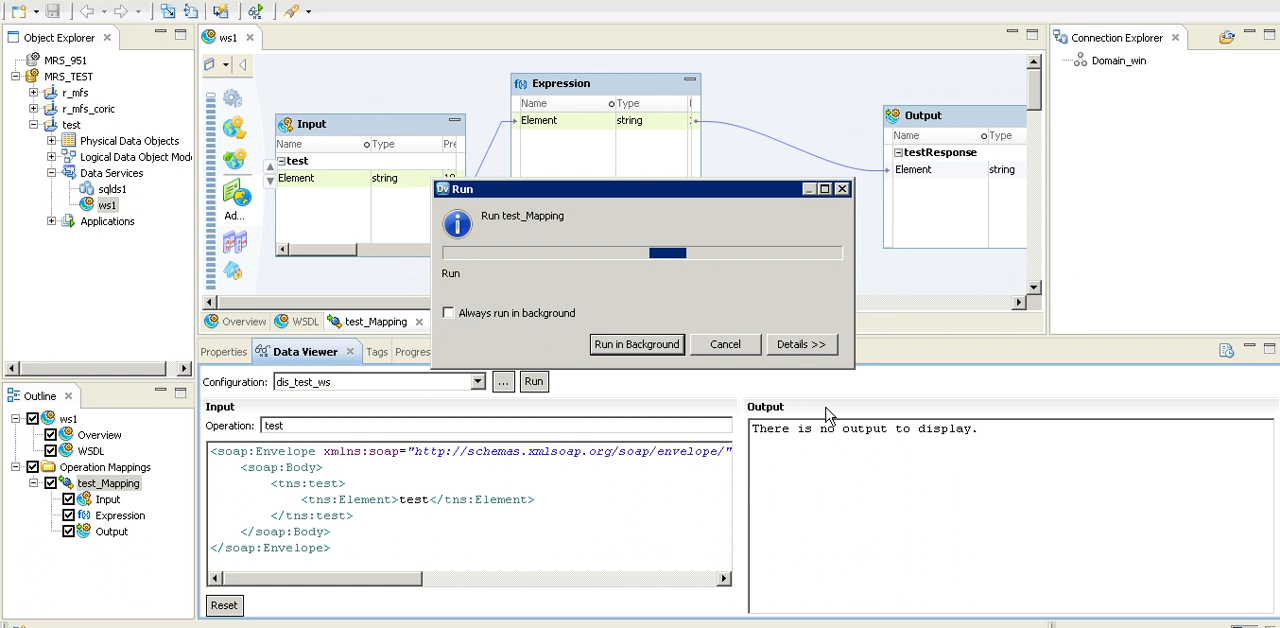 Object Explorer
MRS_951
MRS_TEST
r_mfs
r_mfs_coric
test
Physical Data Objects
Logical Data Object Mode
Data Services
sqlds1
ws1
Applications
ws1
Ad...
Input
Name
Type
Pre
test
Element
string
Expression
Name
Type
Element
string
Output
Name
Type
testResponse
Element
string
Overview
WSDL
test_Mapping
Connection Explorer
Domain_win
Dv Run
Run test_Mapping
Run
Always run in background
Run in Background
Cancel
Details >>
Properties
Data Viewer
Tags
Progres
Configuration:
dis_test_ws
...
Run
Input
Operation:
test
<soap:Envelope xmlns:soap="http://schemas.xmlsoap.org/soap/envelope/"
<soap:Body>
<tns:test>
<tns:Element>test</tns:Element>
</tns:test>
</soap:Body>
</soap:Envelope>
Reset
Output
There is no output to display.
Outline
ws1
Overview
WSDL
Operation Mappings
test_Mapping
Input
Expression
Output